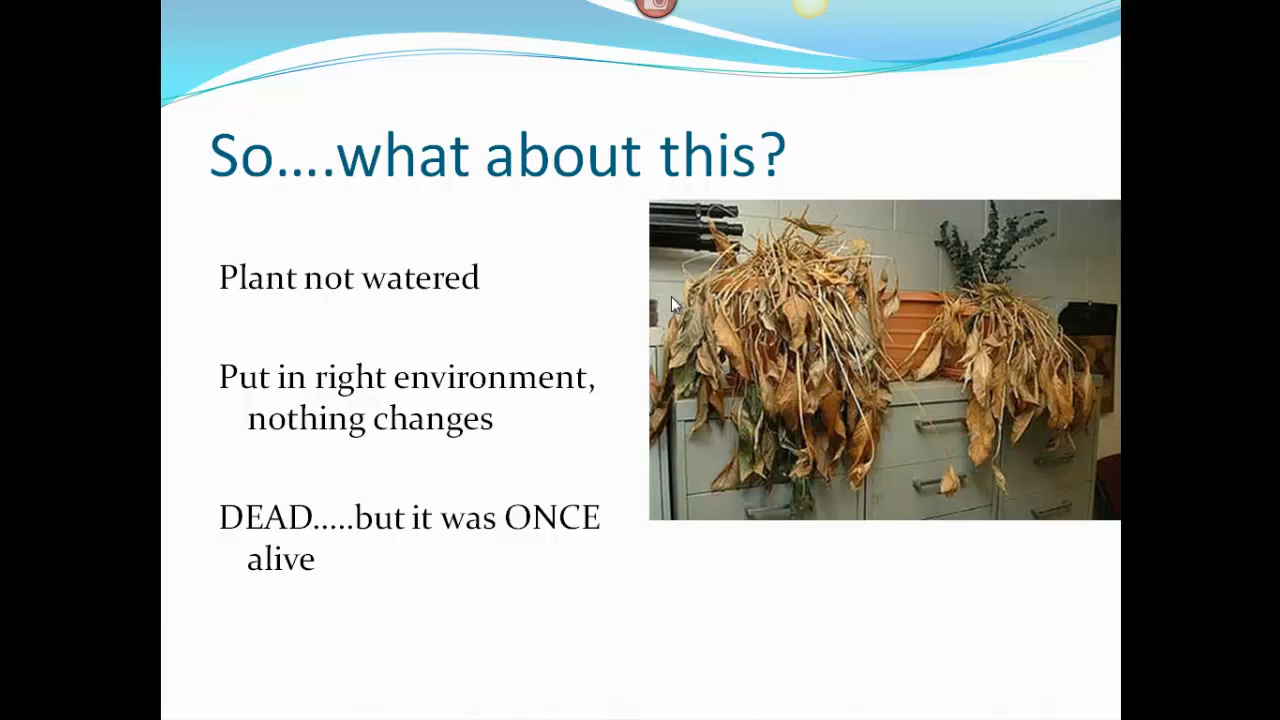 So....what about this?
Plant not watered
Put in right environment,
nothing changes
DEAD.....but it was ONCE
alive